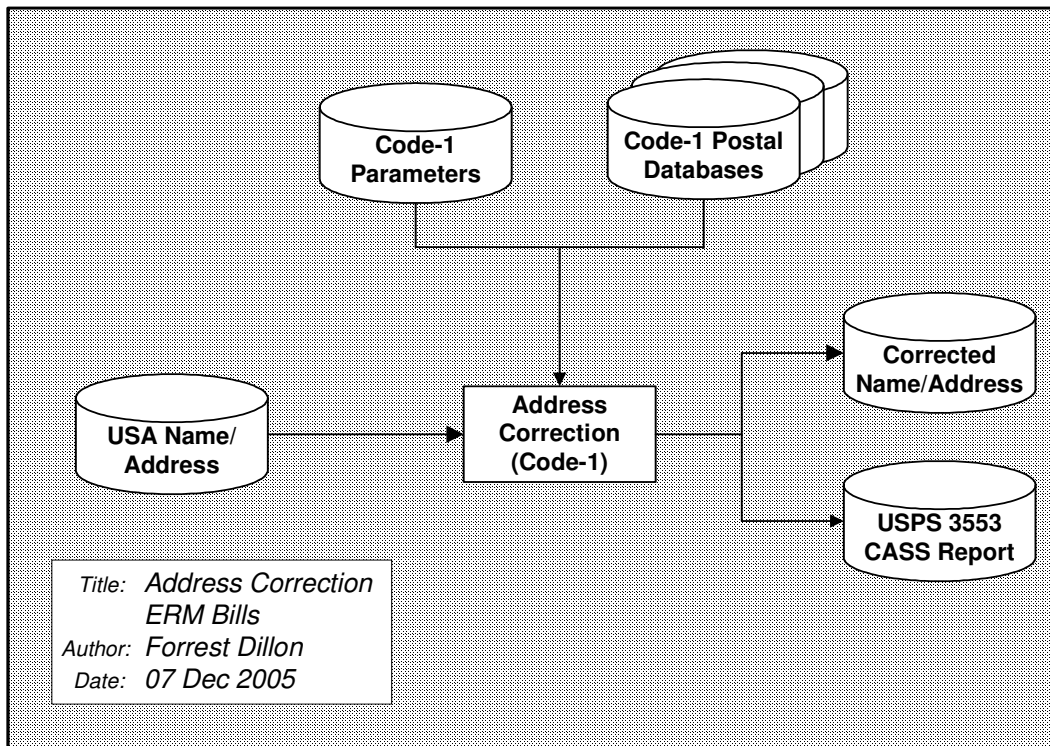 Code-1
Parameters
Code-1 Postal
Databases
USA Name/
Address
Address
Correction
(Code-1)
Corrected
Name/Address
USPS 3553
CASS Report
Title: Address Correction
ERM Bills
Author: Forrest Dillon
Date: 07 Dec 2005